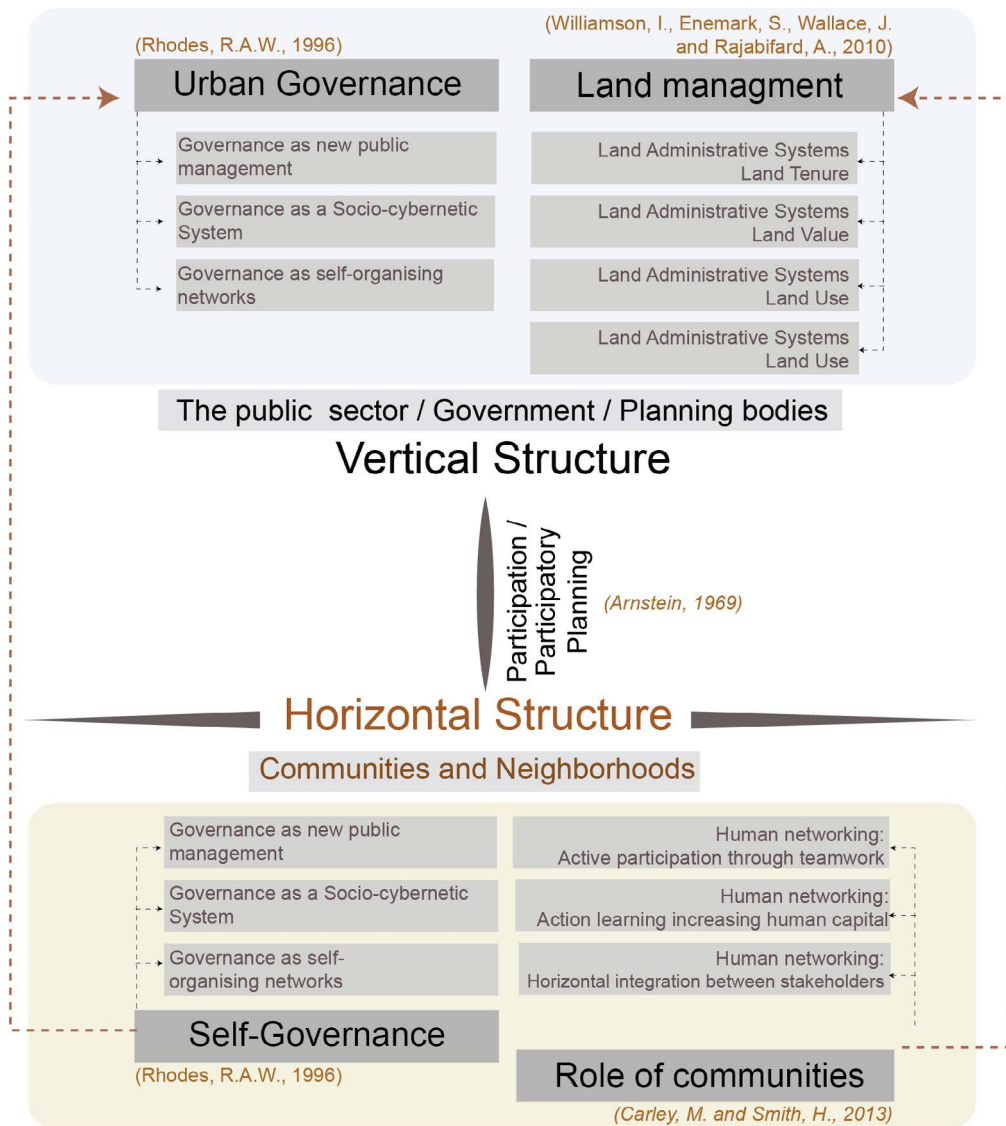 (Rhodes, R.A.W., 1996)
Urban Governance
Governance as new public
management
Governance as a Socio-cybernetic
System
Governance as self-organising
networks
(Williamson, I., Enemark, S., Wallace, J.
and Rajabifard, A., 2010)
Land managment
Land Administrative Systems
Land Tenure
Land Administrative Systems
Land Value
Land Administrative Systems
Land Use
Land Administrative Systems
Land Use
The public sector / Government / Planning bodies
Vertical Structure
Participation /
Participatory
Planning
(Arnstein, 1969)
Horizontal Structure
Communities and Neighborhoods
Governance as new public
management
Governance as a Socio-cybernetic
System
Governance as self-
organising networks
Self-Governance
(Rhodes, R.A.W., 1996)
Human networking:
Active participation through teamwork
Human networking:
Action learning increasing human capital
Human networking:
Horizontal integration between stakeholders
Role of communities
(Carley, M. and Smith, H., 2013)